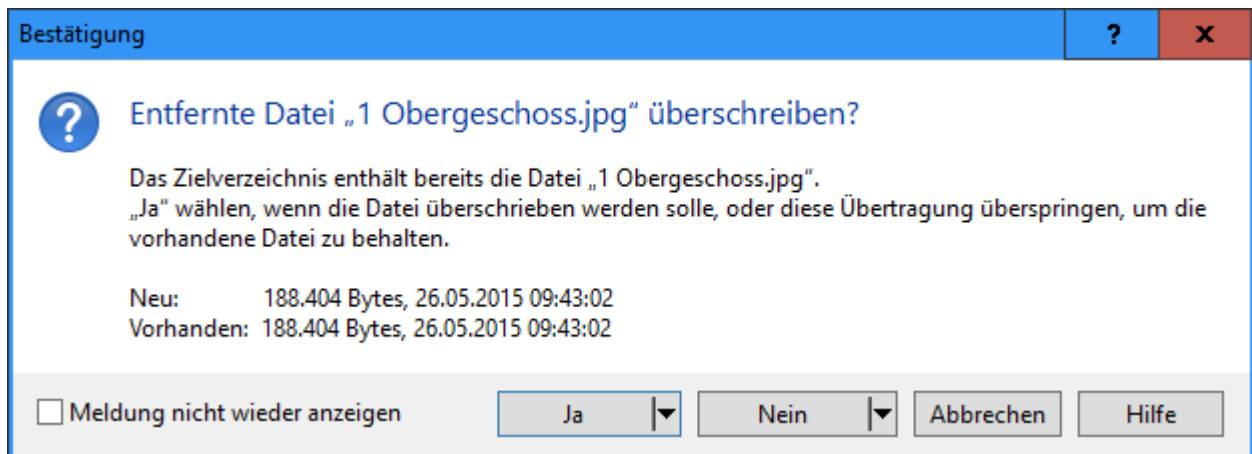 Bestätigung
Entfernte Datei „1 Obergeschoss.jpg“ überschreiben?
Das Zielverzeichnis enthält bereits die Datei „1 Obergeschoss.jpg“.
„Ja“ wählen, wenn die Datei überschrieben werden solle, oder diese Übertragung überspringen, um die
vorhandene Datei zu behalten.
Neu: 188.404 Bytes, 26.05.2015 09:43:02
Vorhanden: 188.404 Bytes, 26.05.2015 09:43:02
Meldung nicht wieder anzeigen Ja Nein Abbrechen Hilfe